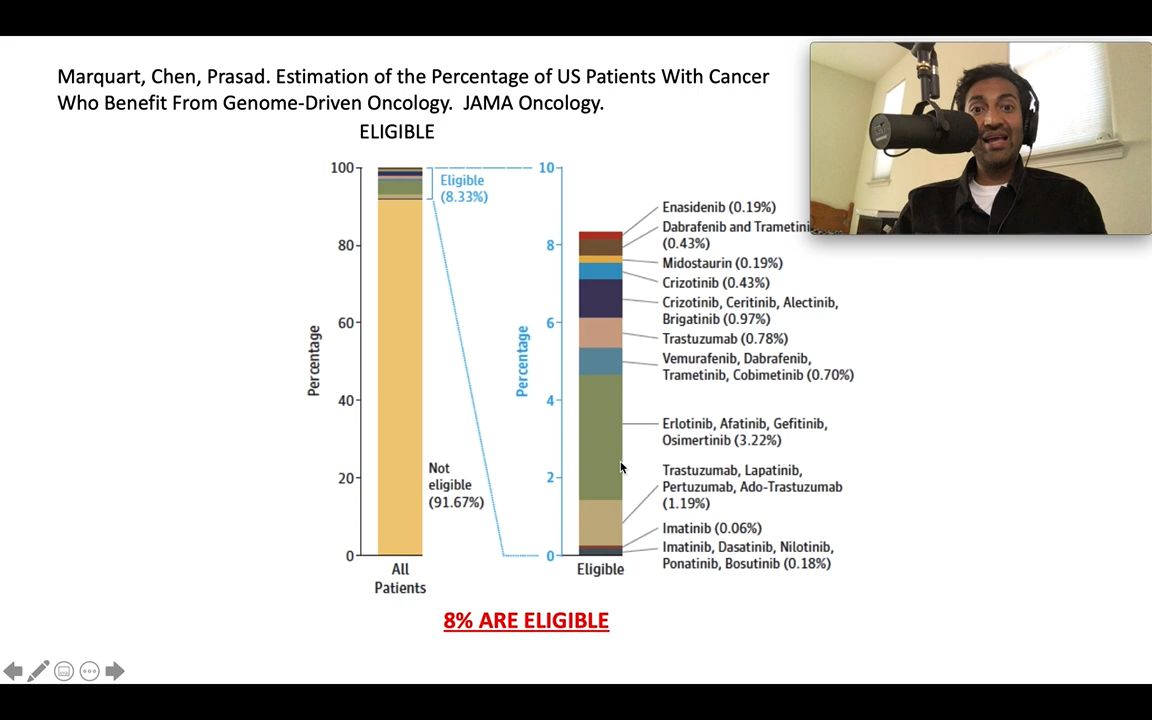 Marquart, Chen, Prasad. Estimation of the Percentage of US Patients With Cancer
Who Benefit From Genome-Driven Oncology.  JAMA Oncology.
ELIGIBLE
100
80
60
40
20
0
Percentage
Eligible
(8.33%)
Not
eligible
(91.67%)
All
Patients
10
8
6
4
2
0
Percentage
Eligible
Enasidenib (0.19%)
Dabrafenib and
(0.43%)
Midostaurin (0.19%)
Crizotinib (0.43%)
Crizotinib, Ceritinib, Alectinib,
Brigatinib (0.97%)
Trastuzumab (0.78%)
Vemurafenib, Dabrafenib,
Trametinib, Cobimetinib (0.70%)
Erlotinib, Afatinib, Gefitinib,
Osimertinib (3.22%)
Trastuzumab, Lapatinib,
Pertuzumab, Ado-Trastuzumab
(1.19%)
Imatinib (0.06%)
Imatinib, Dasatinib, Nilotinib,
Ponatinib, Bosutinib (0.18%)
8% ARE ELIGIBLE